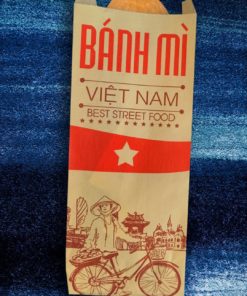 BÁNH MÌ
VIỆT NAM
BEST STREET FOOD